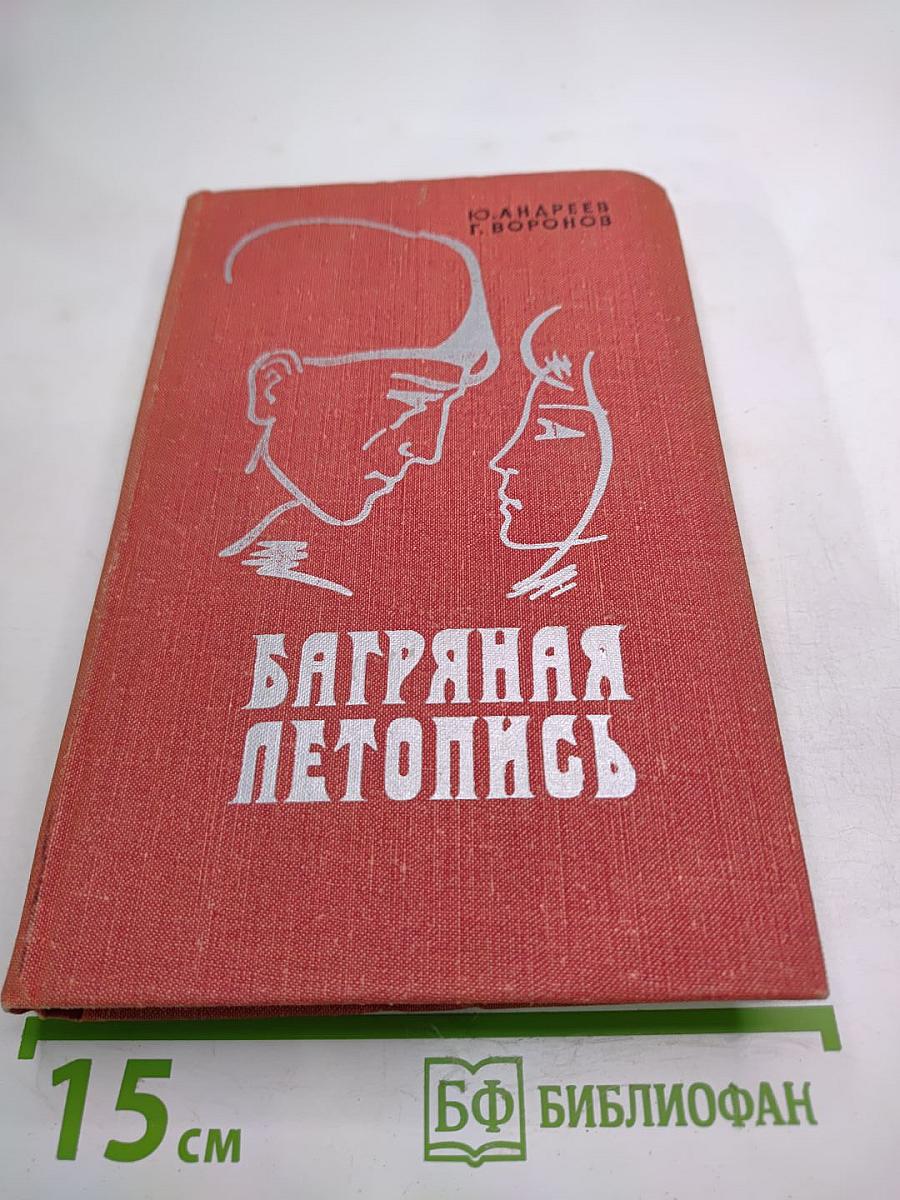 Ю. АНДРЕЕВ
Г. ВОРОНОВ
БАГРЯНАЯ
ЛЕТОПИСЬ
15 см
БФ БИБЛИОФАН